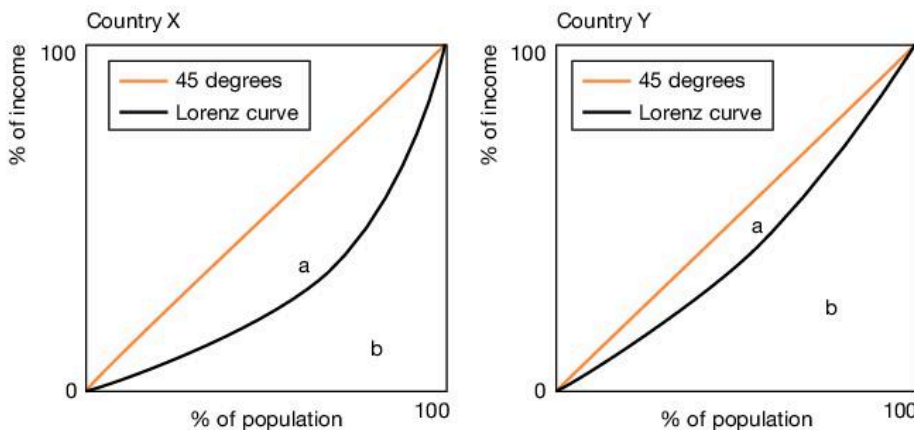 Country X
% of income
100
45 degrees
Lorenz curve
a
b
0
% of population
100
Country Y
% of income
100
45 degrees
Lorenz curve
a
b
0
% of population
100